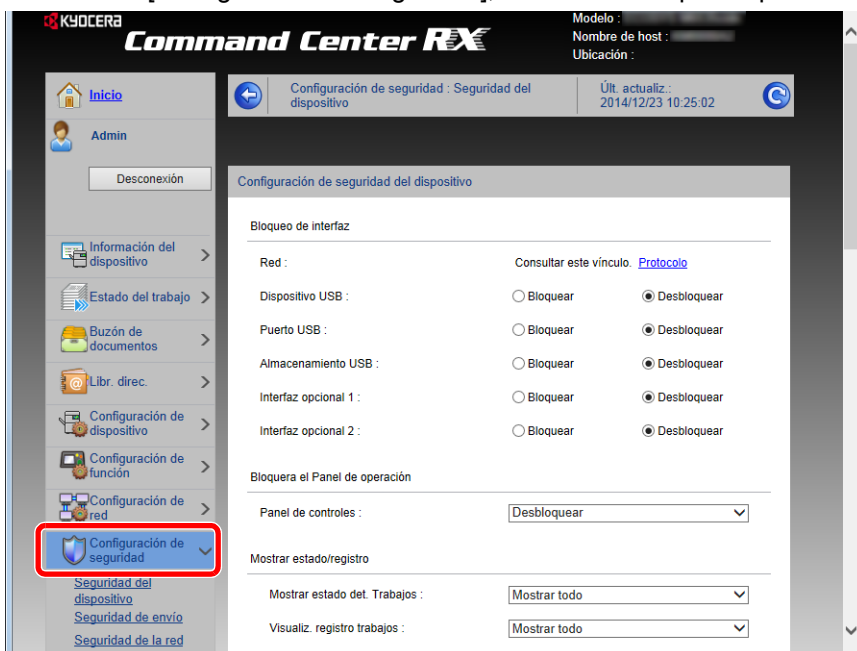 KYOCERA
Command Center RX
Modelo :
Nombre de host :
Ubicación :
Inicio
Configuración de seguridad : Seguridad del
dispositivo
Últ. actualiz.:
2014/12/23 10:25:02
Admin
Desconexión
Configuración de seguridad del dispositivo
Bloqueo de interfaz
Información del
dispositivo
Red :
Consultar este vínculo. Protocolo
Estado del trabajo
Dispositivo USB :
Bloquear
Desbloquear
Buzón de
documentos
Puerto USB :
Bloquear
Desbloquear
Almacenamiento USB :
Bloquear
Desbloquear
Libr. direc.
Interfaz opcional 1 :
Bloquear
Desbloquear
Configuración de
dispositivo
Interfaz opcional 2 :
Bloquear
Desbloquear
Configuración de
función
Bloquera el Panel de operación
Configuración de
red
Panel de controles :
Desbloquear
Configuración de
seguridad
Mostrar estado/registro
Seguridad del
dispositivo
Mostrar estado det. Trabajos :
Mostrar todo
Seguridad de envío
Visualiz. registro trabajos :
Mostrar todo
Seguridad de la red